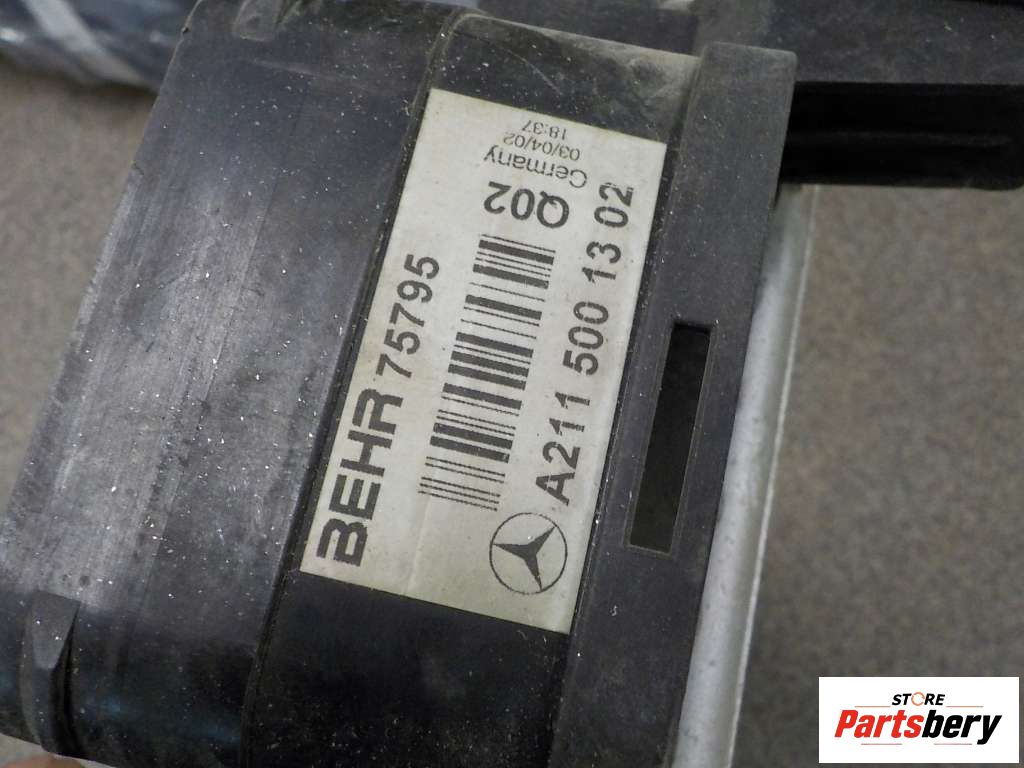 BEHR 75795
A211 500 13 02
Q02
Germany
03/04/02
18:37
STORE
Partsbery